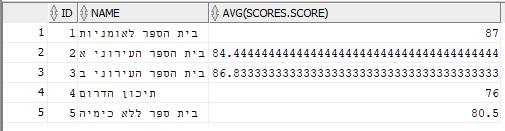 ID NAME AVG(SCORES.SCORE)
1 1 בית הספר לאומניות 87
2 2 בית הספר העירוני א 84.4444444444444444444444444444444444444
3 3 בית הספר העירוני ב 86.8333333333333333333333333333333333333
4 4 תיכון הדרום 76
5 5 בית ספר ללא כימיה 80.5